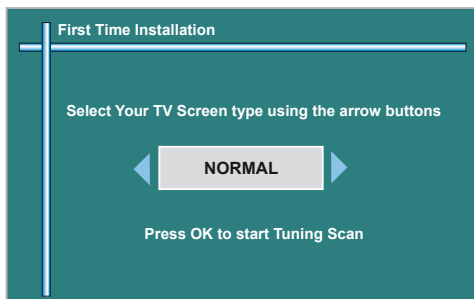 First Time Installation
Select Your TV Screen type using the arrow buttons
NORMAL
Press OK to start Tuning Scan